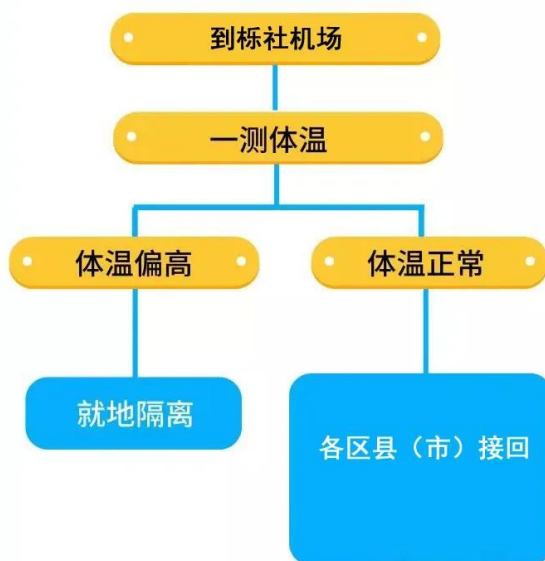 到栎社机场
一测体温
体温偏高
体温正常
就地隔离
各区县（市）接回